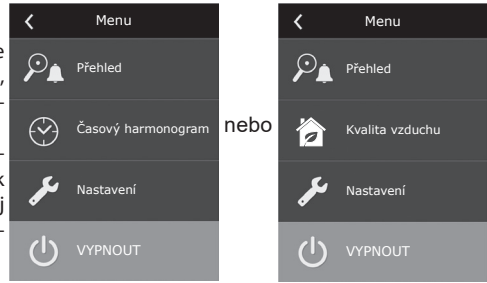 Menu
Přehled
Časový harmonogram
Nastavení
VYPNOUT
nebo
Menu
Přehled
Kvalita vzduchu
Nastavení
VYPNOUT